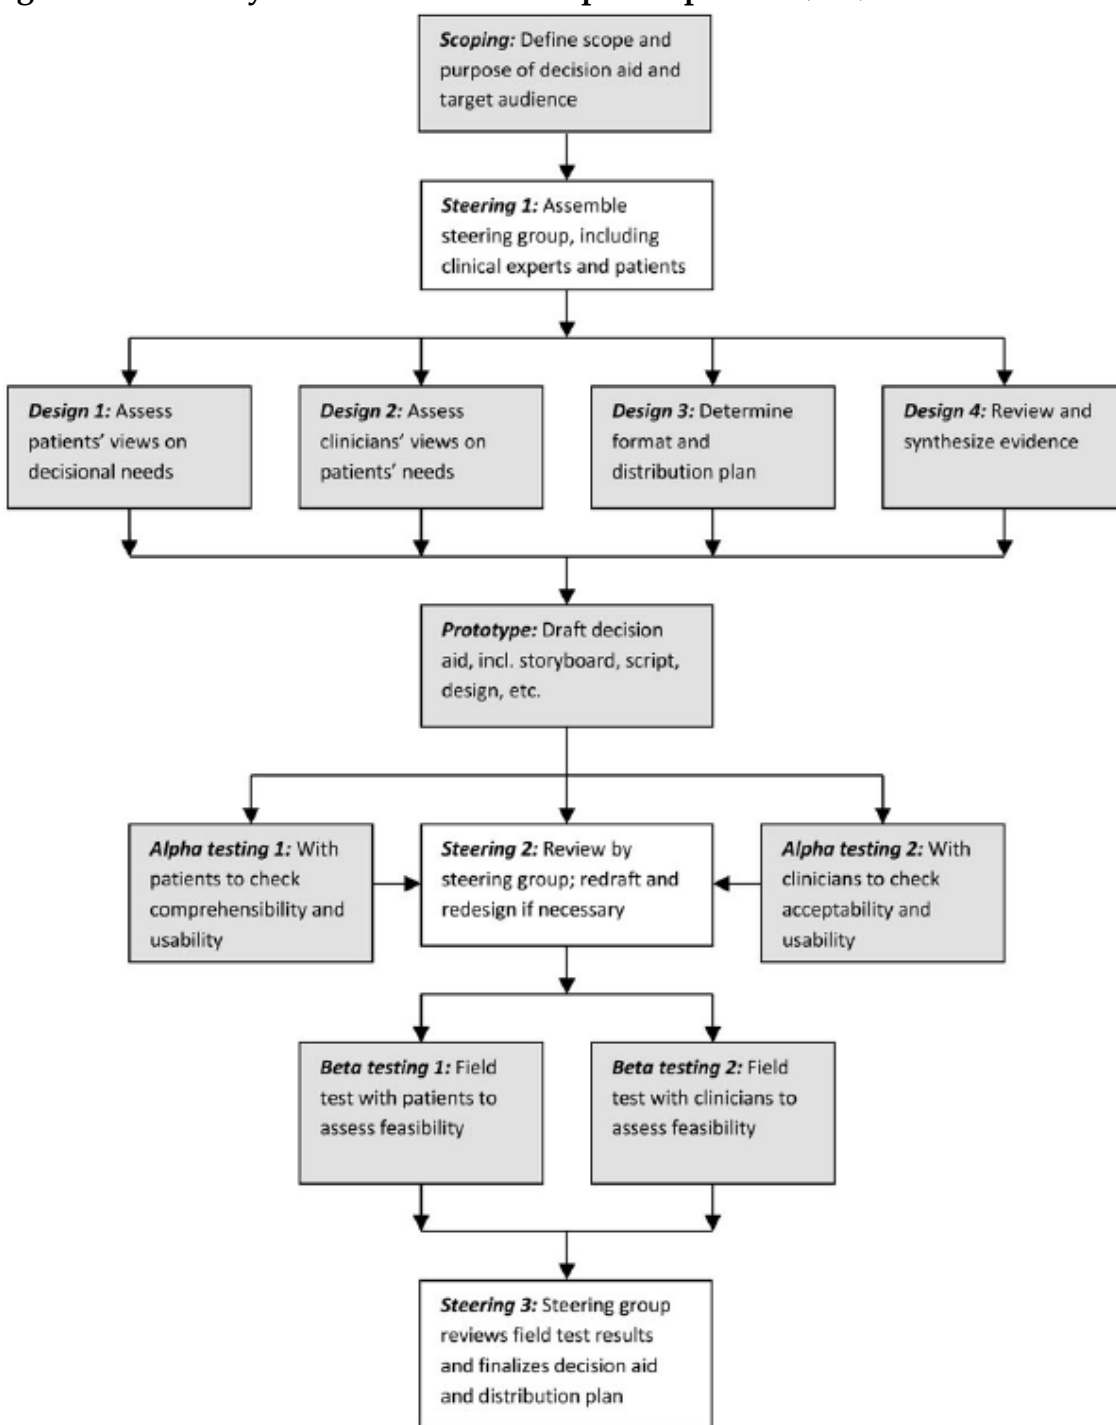 Scoping: Define scope and
purpose of decision aid and
target audience
Steering 1: Assemble
steering group, including
clinical experts and patients
Design 1: Assess
patients’ views on
decisional needs
Design 2: Assess
clinicians’ views on
patients’ needs
Design 3: Determine
format and
distribution plan
Design 4: Review and
synthesize evidence
Prototype: Draft decision
aid, incl. storyboard, script,
design, etc.
Alpha testing 1: With
patients to check
comprehensibility and
usability
Steering 2: Review by
steering group; redraft and
redesign if necessary
Alpha testing 2: With
clinicians to check
acceptability and
usability
Beta testing 1: Field
test with patients to
assess feasibility
Beta testing 2: Field
test with clinicians to
assess feasibility
Steering 3: Steering group
reviews field test results
and finalizes decision aid
and distribution plan